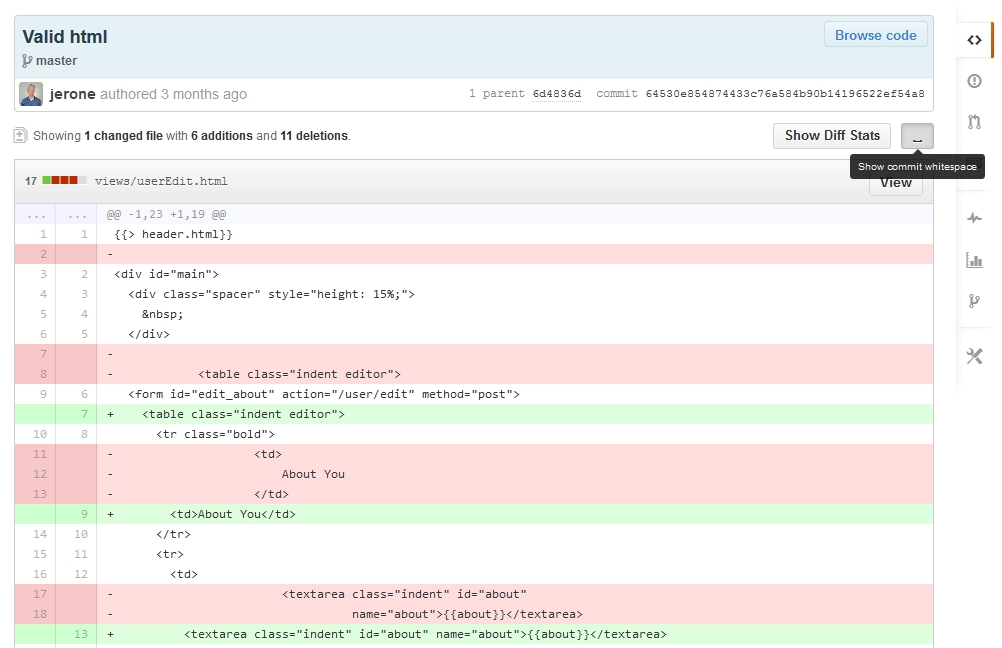 Valid html
Browse code
master
jerone authored 3 months ago
1 parent 6d4836d commit 64530e854874433c76a584b90b14196522ef54a8
Showing 1 changed file with 6 additions and 11 deletions.
Show Diff Stats
Show commit whitespace
17 views/userEdit.html
View
... ... @@ -1,23 +1,19 @@
1 1 {{> header.html}}
2 -
3 2 <div id="main">
4 3 <div class="spacer" style="height: 15%;">
5 4 &nbsp;
6 5 </div>
7 -
8 - <table class="indent editor">
9 6 <form id="edit_about" action="/user/edit" method="post">
7 + <table class="indent editor">
10 8 <tr class="bold">
11 - <td>
12 - About You
13 - </td>
9 + <td>About You</td>
14 10 </tr>
15 11 <tr>
16 12 <td>
17 - <textarea class="indent" id="about"
18 - name="about">{{about}}</textarea>
13 + <textarea class="indent" id="about" name="about">{{about}}</textarea>